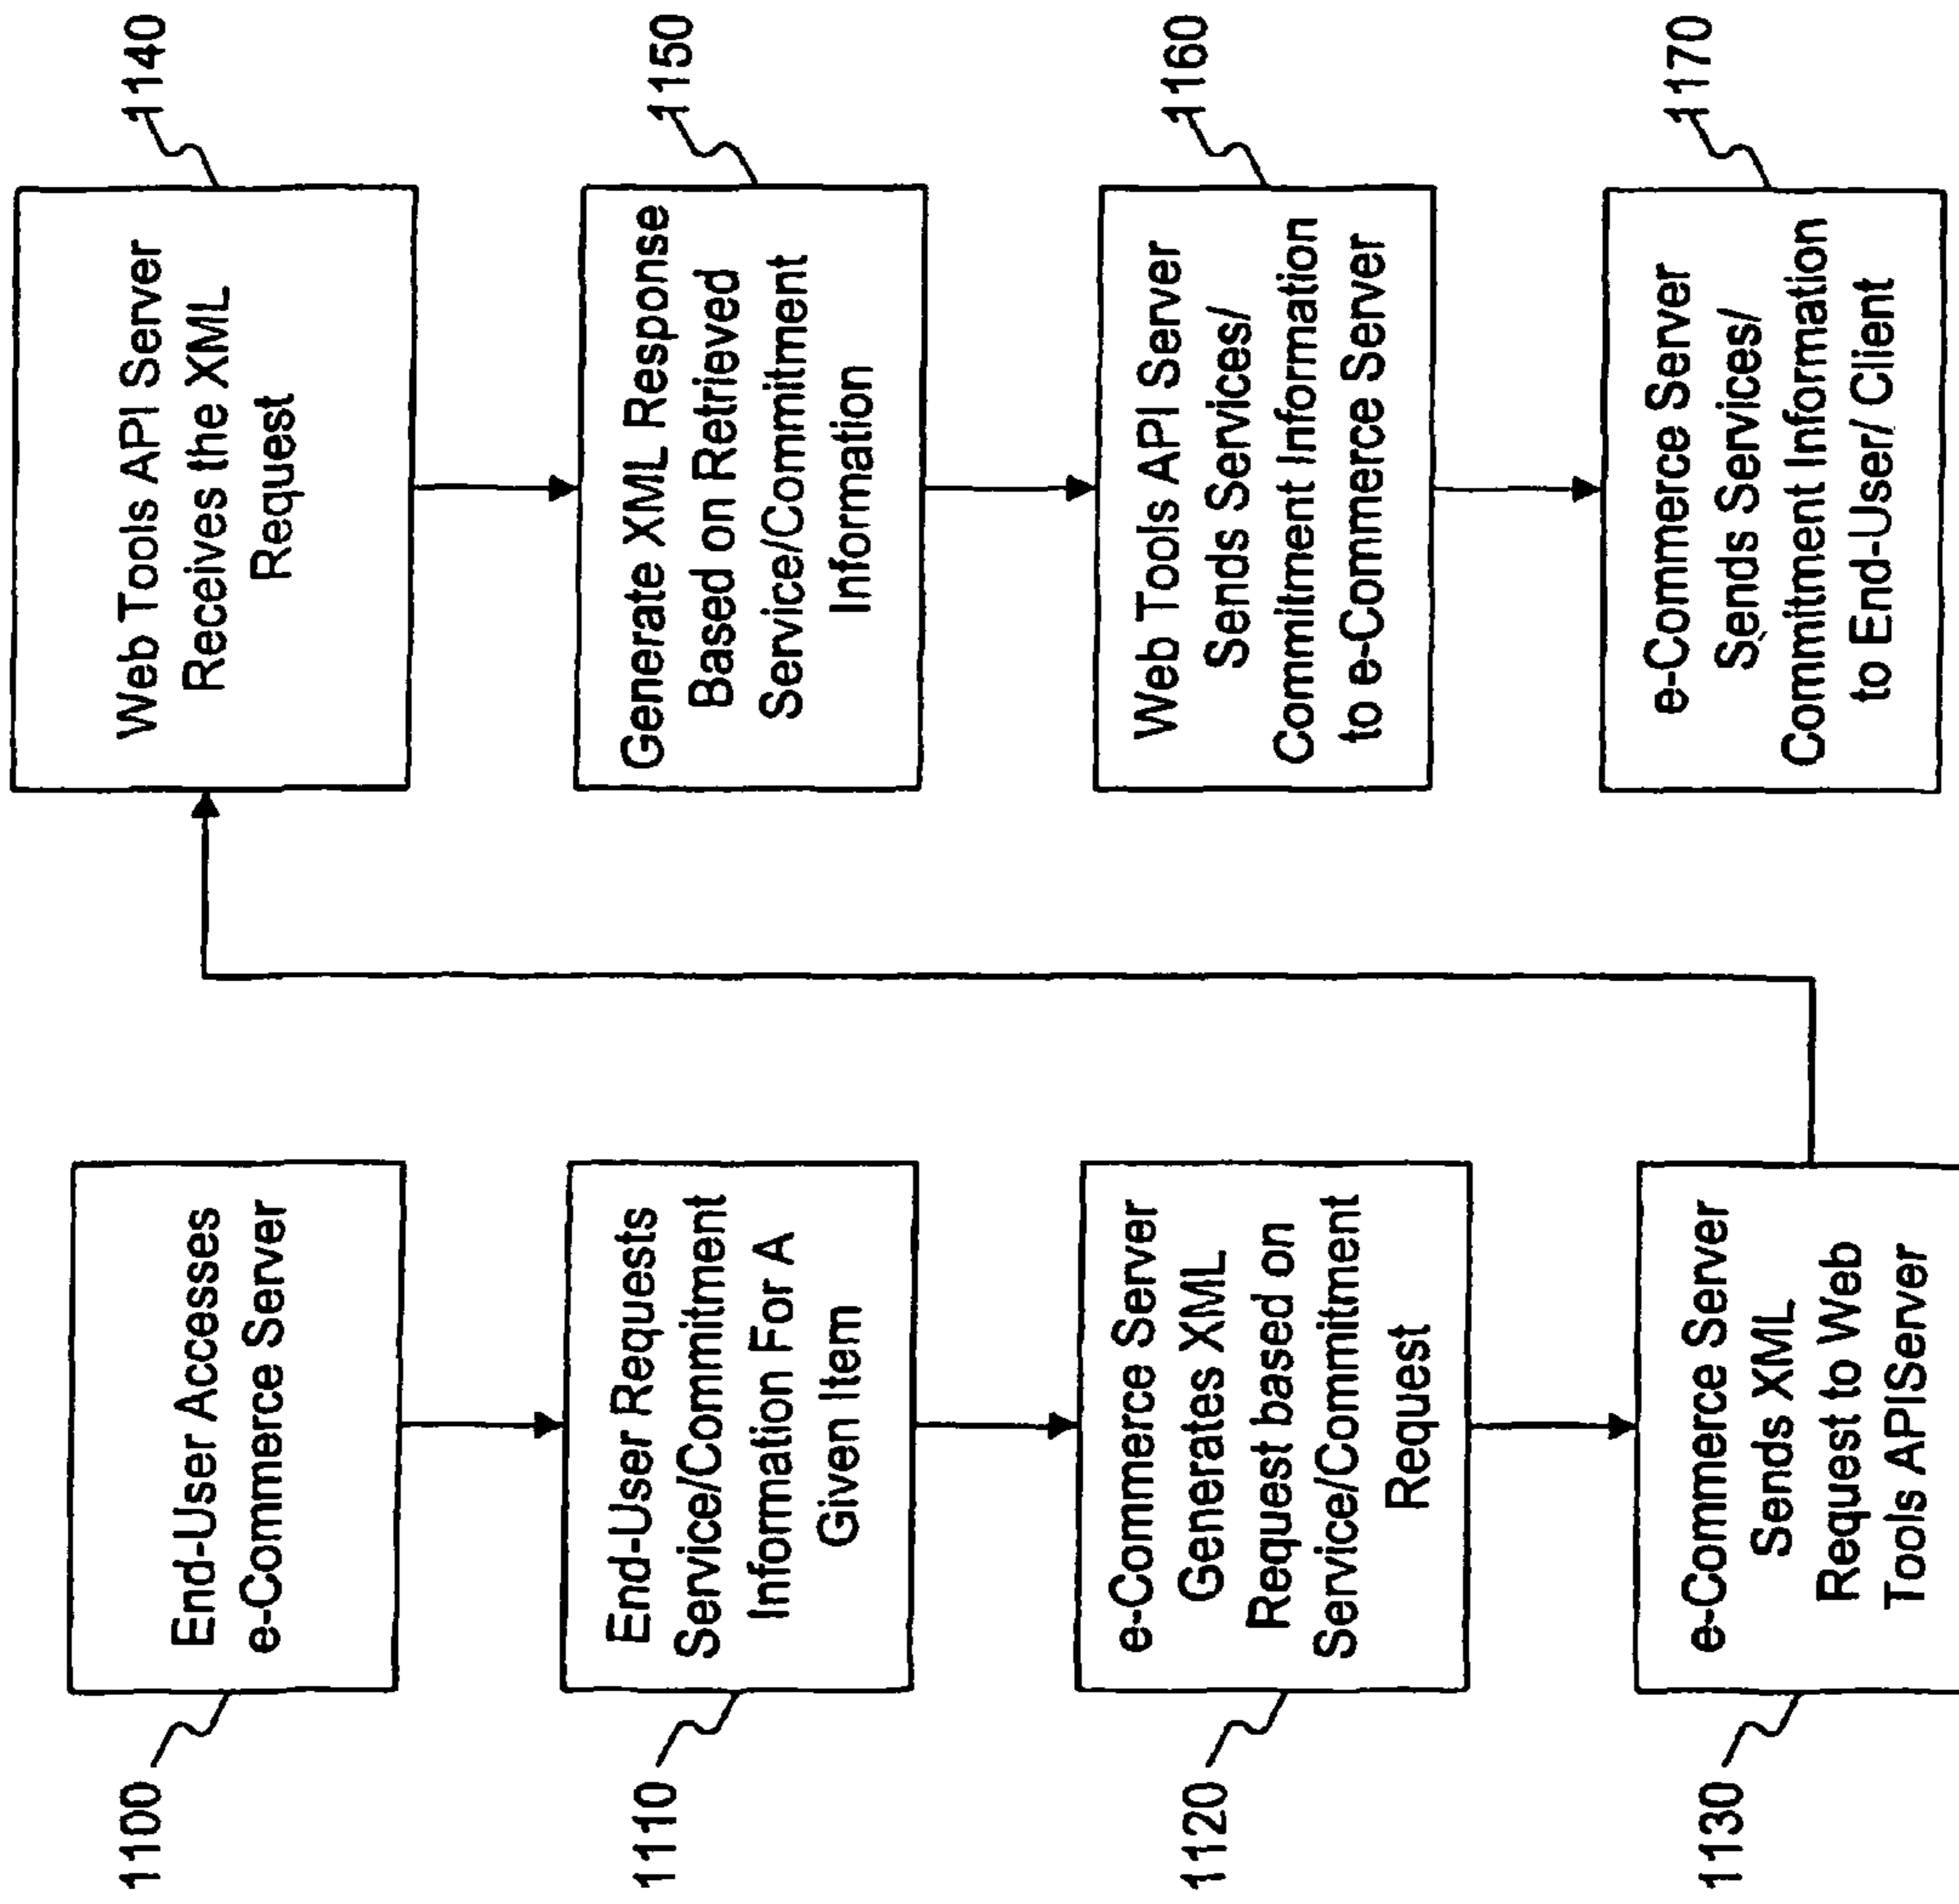 1100
End-User Accesses
e-Commerce Server
1110
End-User Requests
Service/Commitment
Information For A
Given Item
1120
e-Commerce Server
Generates XML
Request based on
Service/Commitment
Request
1130
e-Commerce Server
Sends XML
Request to Web
Tools APIServer
1140
Web Tools API Server
Receives the XML
Request
1150
Generate XML Response
Based on Retrieved
Service/Commitment
Information
1160
Web Tools API Server
Sends Services/
Commitment Information
to e-Commerce Server
1170
e-Commerce Server
Sends Services/
Commitment Information
to End-User/ Client